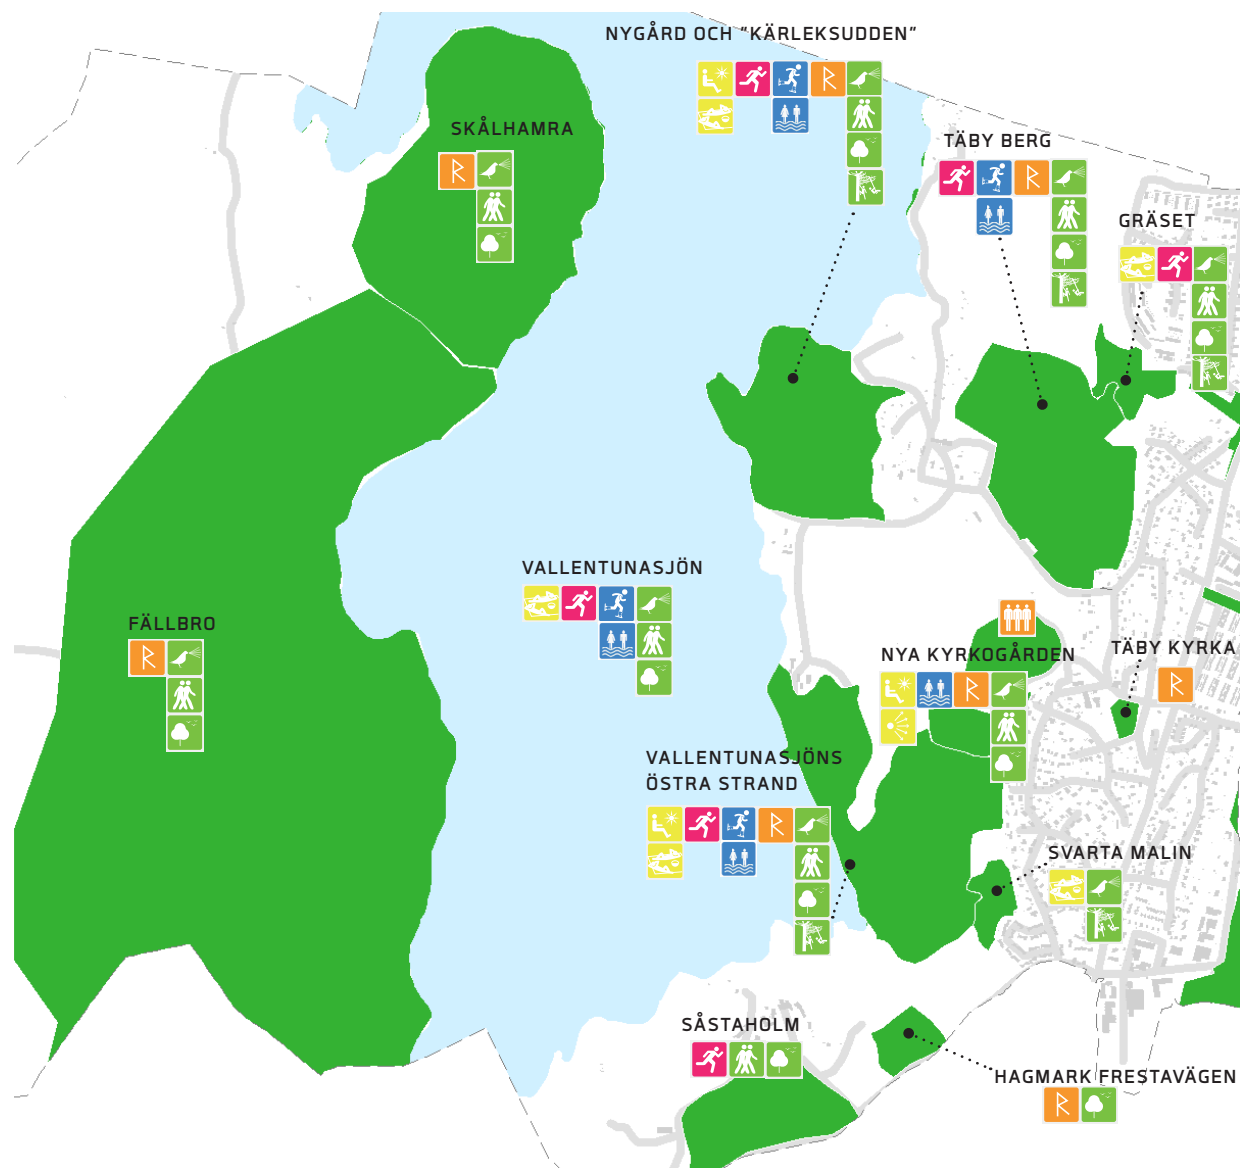 NYGÅRD OCH ”KÄRLEKSUDDEN”
SKÅLHAMRA
TÄBY BERG
GRÄSET
VALLENTUNASJÖN
FÄLLBRO
NYA KYRKOGÅRDEN
TÄBY KYRKA
VALLENTUNASJÖNS
ÖSTRA STRAND
SVARTA MALIN
SÅSTAHOLM
HAGMARK FRESTAVÄGEN